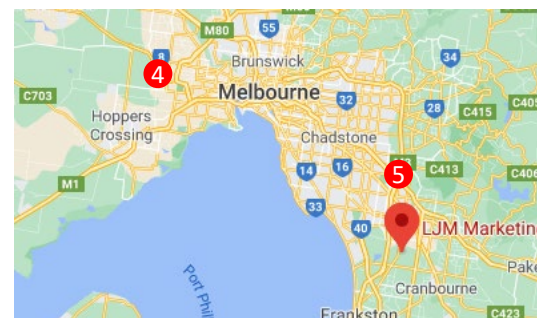 M80
55
8
4
Brunswick
34
C703
Melbourne
32
C405
28
C415
Hoppers
Crossing
Chadstone
14
16
5
C413
C406
M1
33
40
LJM Marketin
Port Phil
Pake
Cranbourne
Frankston
C423